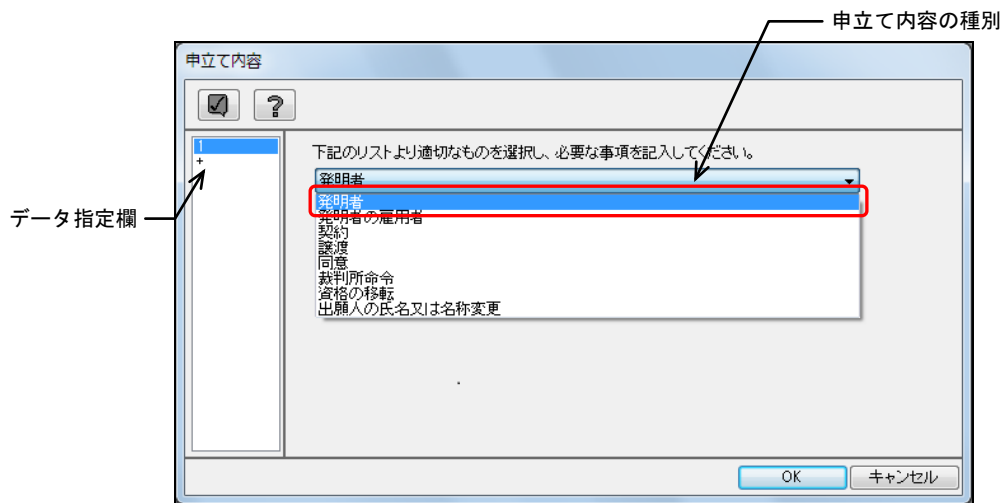 申立て内容の種別
申立て内容
?
1
+
下記のリストより適切なものを選択し、必要な事項を記入してください。
発明者
発明者
発明者の雇用者
契約
譲渡
同意
裁判所命令
資格の移転
出願人の氏名又は名称変更
データ指定欄
OK
キャンセル